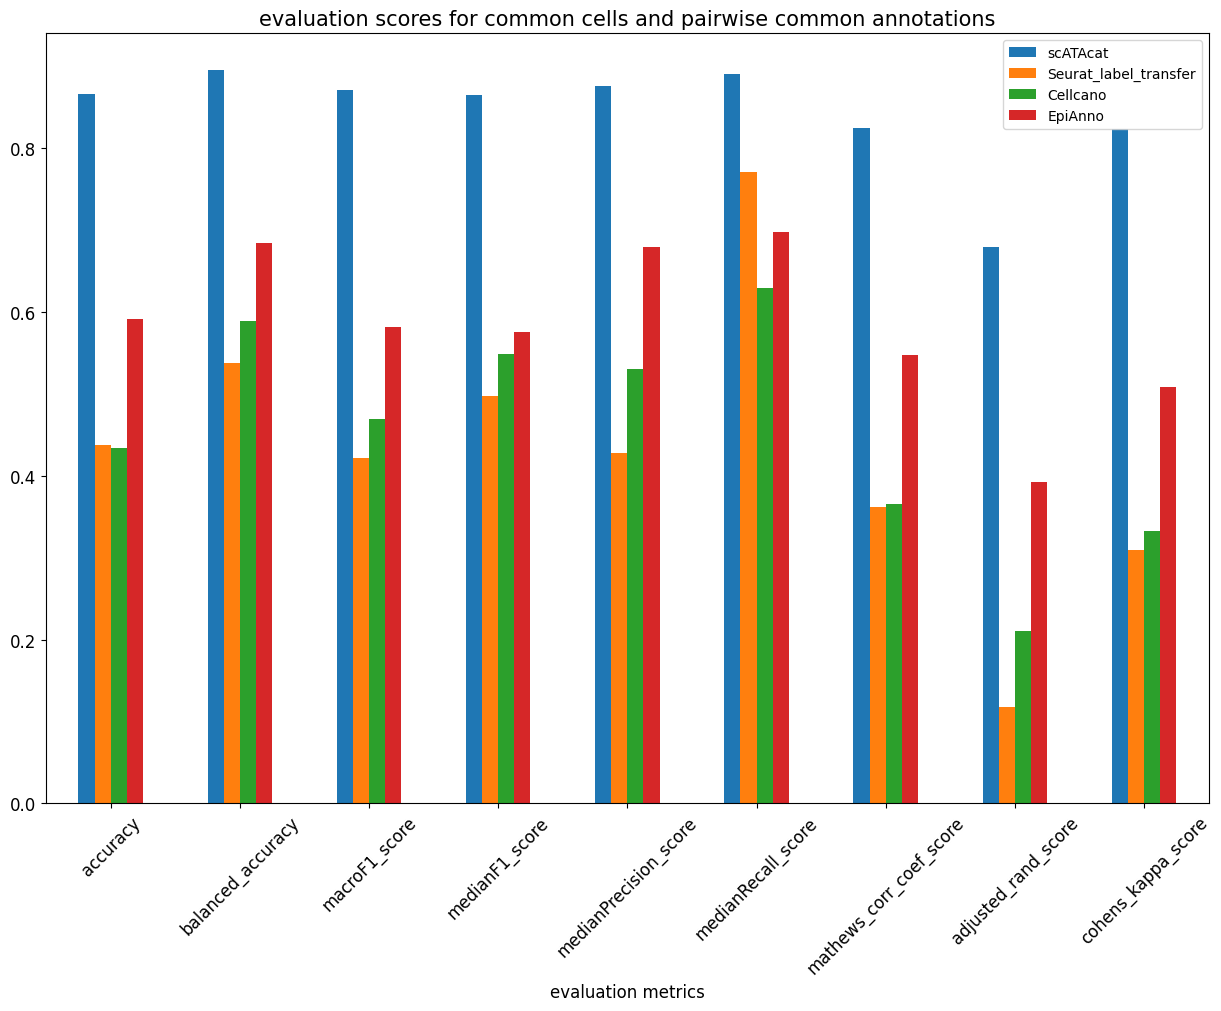 evaluation scores for common cells and pairwise common annotations
scATAcat
Seurat_label_transfer
Cellcano
EpiAnno
0.8
0.6
0.4
0.2
0.0
accuracy
balanced_accuracy
macroF1_score
medianF1_score
medianPrecision_score
medianRecall_score
mathews_corr_coef_score
adjusted_rand_score
cohens_kappa_score
evaluation metrics